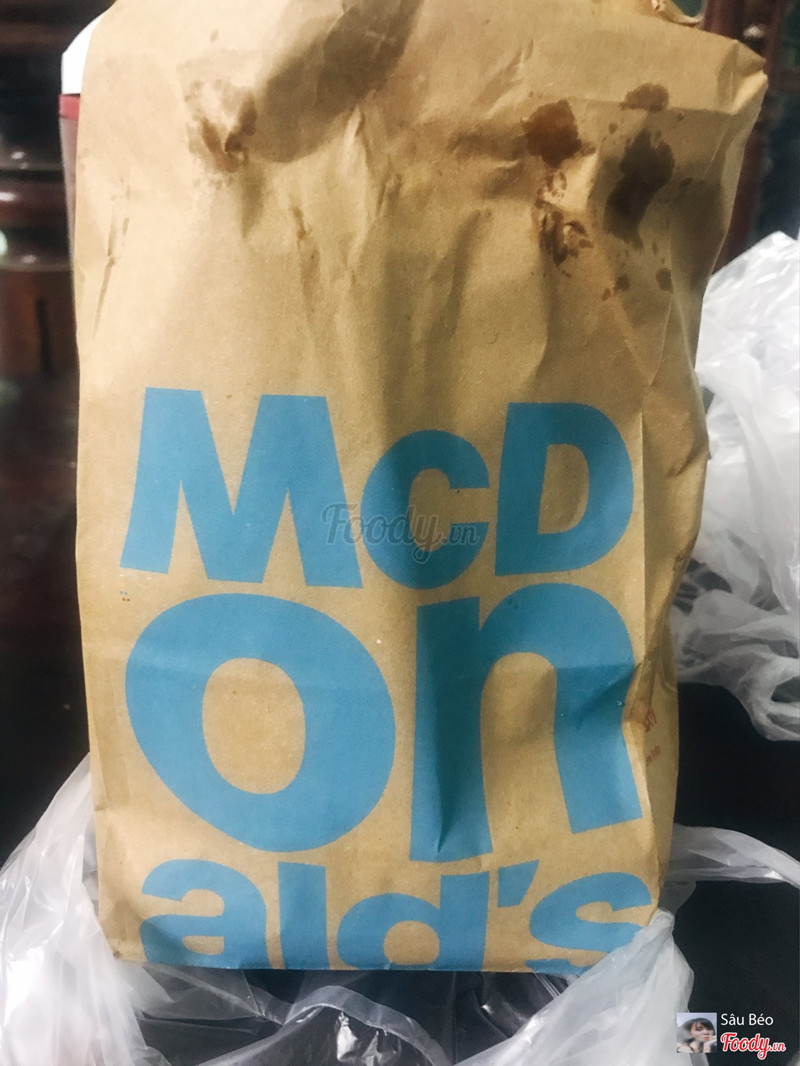 McD
on
ald's
Foody.vn
Sâu Béo
Foody.vn